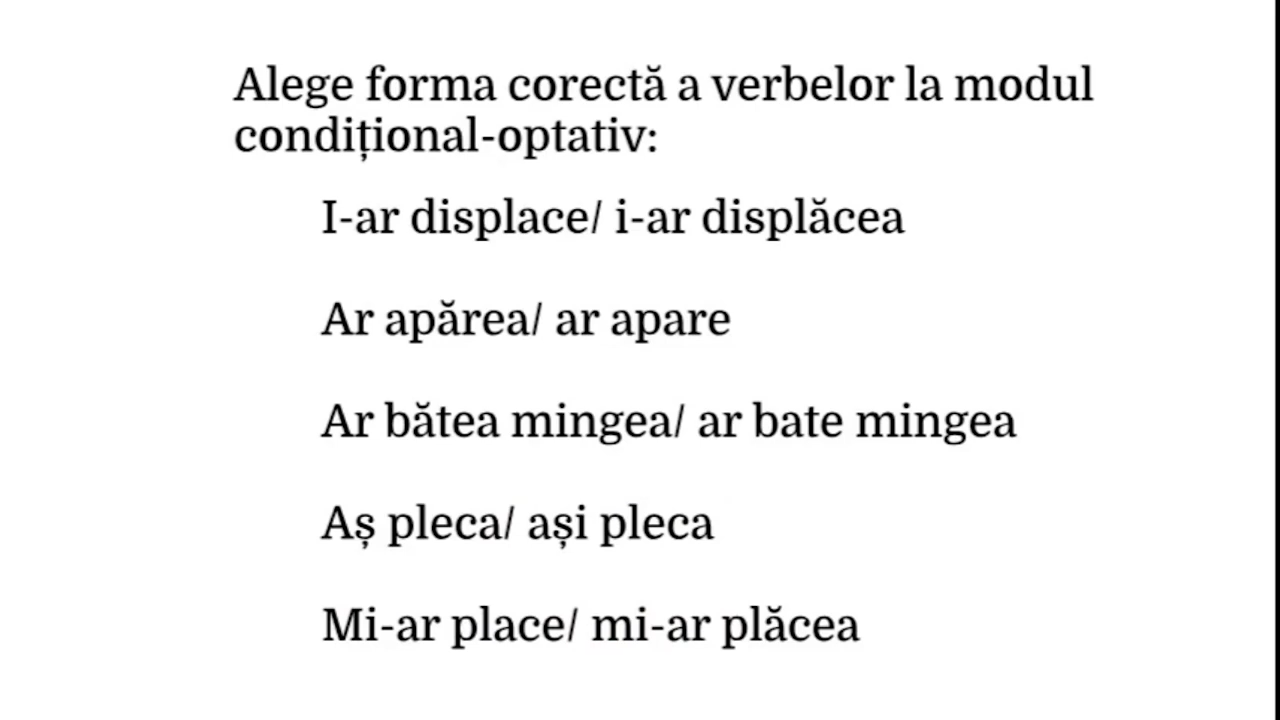 Alege forma corectă a verbelor la modul
condițional-optativ:
I-ar displace/ i-ar displăcea
Ar apărea/ ar apare
Ar bătea mingea/ ar bate mingea
Aș pleca/ ași pleca
Mi-ar place/ mi-ar plăcea